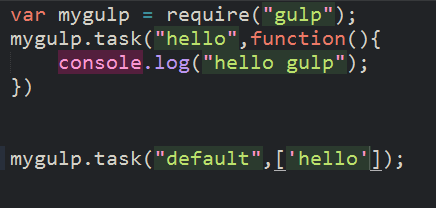 var mygulp = require("gulp");
mygulp.task("hello",function(){
    console.log("hello gulp");
})
mygulp.task("default",['hello']);